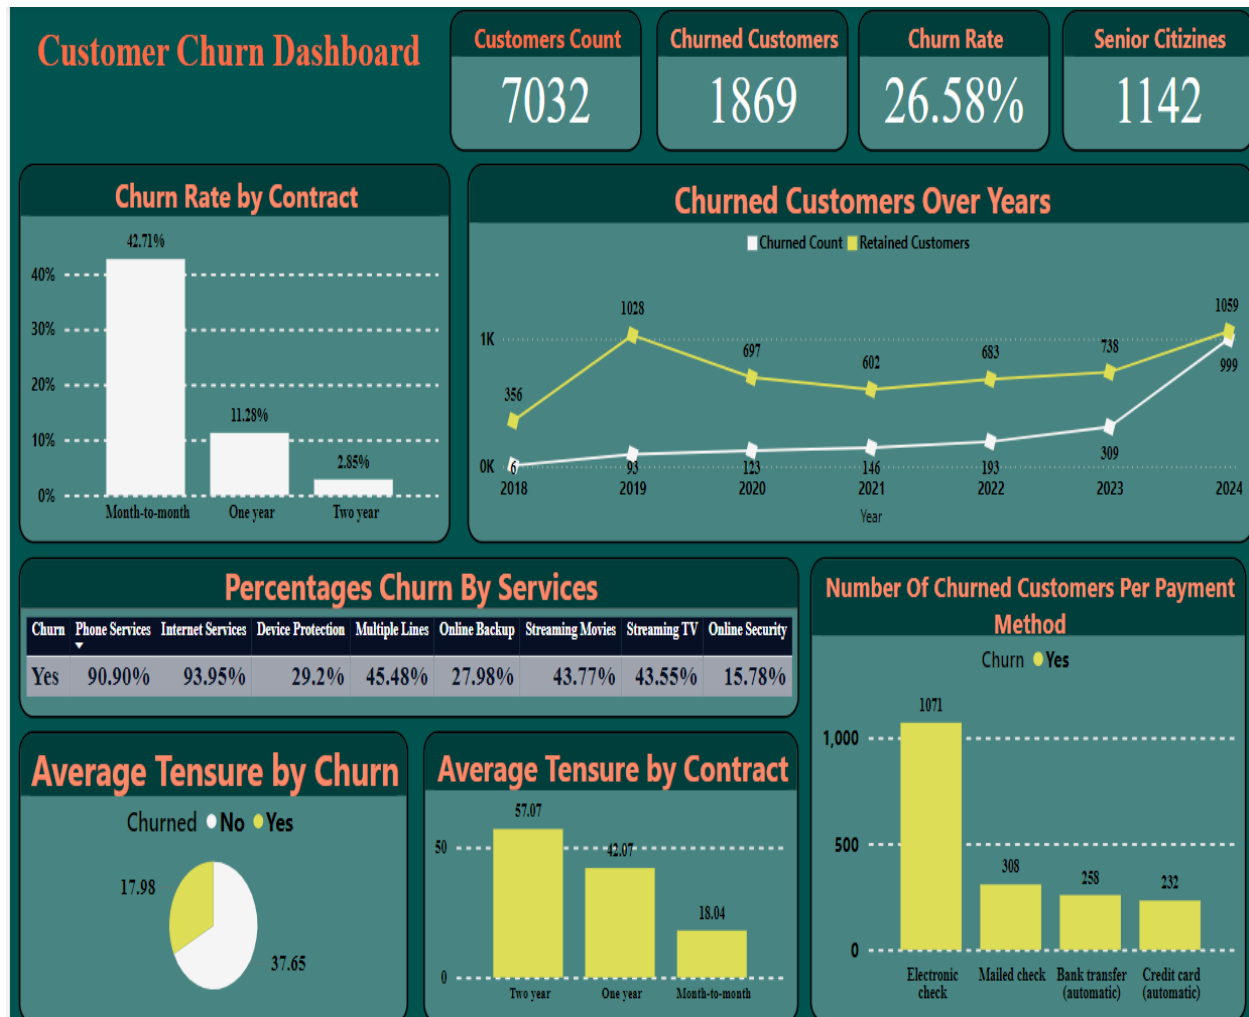 Customer Churn Dashboard
Customers Count
7032
Churned Customers
1869
Churn Rate
26.58%
Senior Citizines
1142
Churn Rate by Contract
42.71%
40%
30%
20%
11.28%
10%
2.85%
0%
Month-to-month One year Two year
Churned Customers Over Years
Churned Count Retained Customers
1059
1028
1K
999
738
697
683
602
356
309
0K
6 93 123 146 193
2018 2019 2020 2021 2022 2023 2024
Year
Percentages Churn By Services
Churn Phone Services Internet Services Device Protection Multiple Lines Online Backup Streaming Movies Streaming TV Online Security
Yes 90.90% 93.95% 29.2% 45.48% 27.98% 43.77% 43.55% 15.78%
Number Of Churned Customers Per Payment
Method
Churn Yes
1071
1,000
500
308
258
232
0
Electronic
check
Mailed check
Bank transfer
(automatic)
Credit card
(automatic)
Average Tensure by Churn
Churned No Yes
17.98
37.65
Average Tensure by Contract
57.07
50
42.07
18.04
0
Two year One year Month-to-month